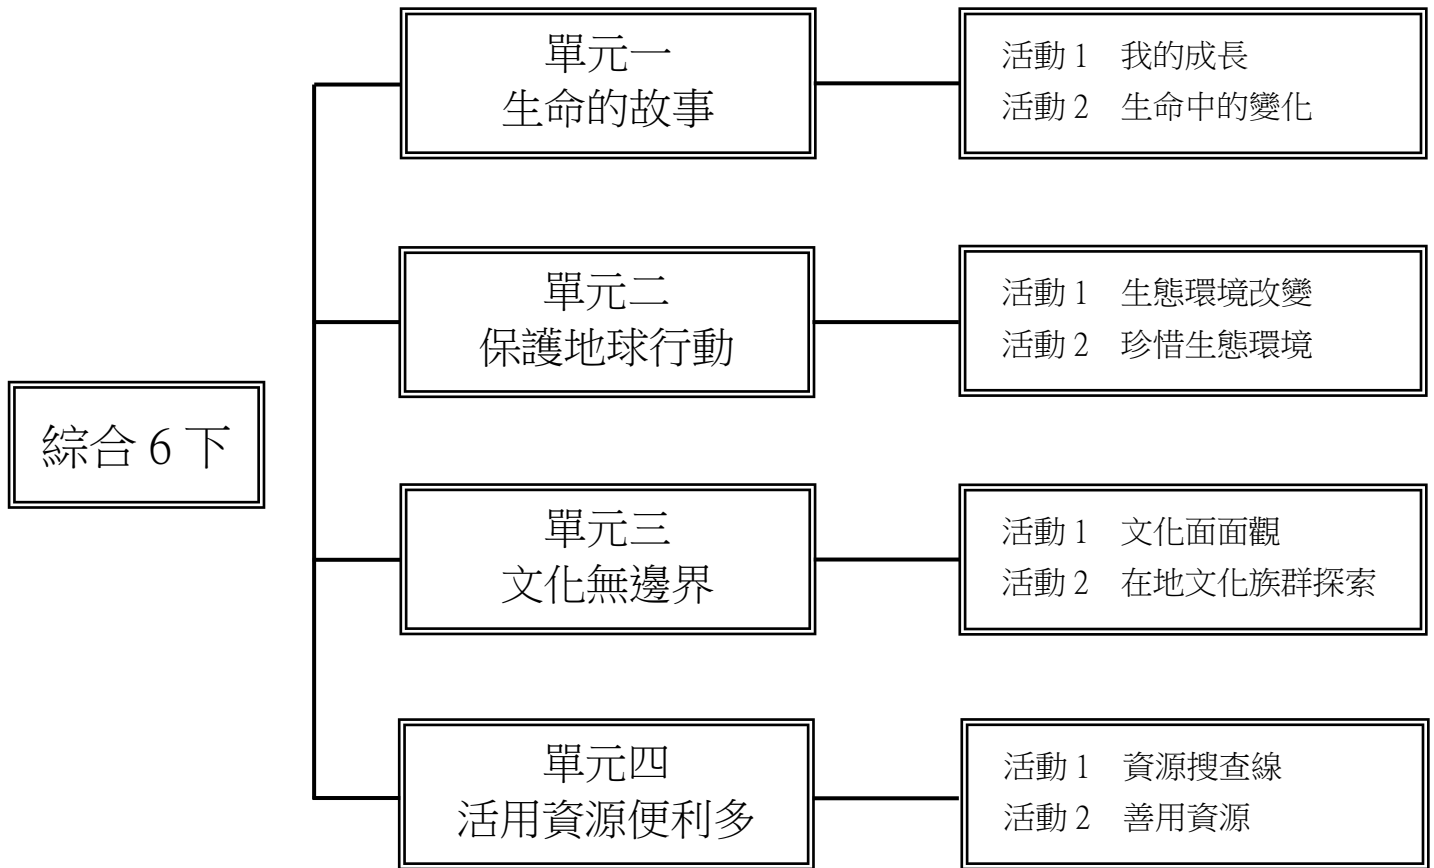 綜合 6 下
單元一
生命的故事
活動 1　我的成長
活動 2　生命中的變化
單元二
保護地球行動
活動 1　生態環境改變
活動 2　珍惜生態環境
單元三
文化無邊界
活動 1　文化面面觀
活動 2　在地文化族群探索
單元四
活用資源便利多
活動 1　資源搜查線
活動 2　善用資源